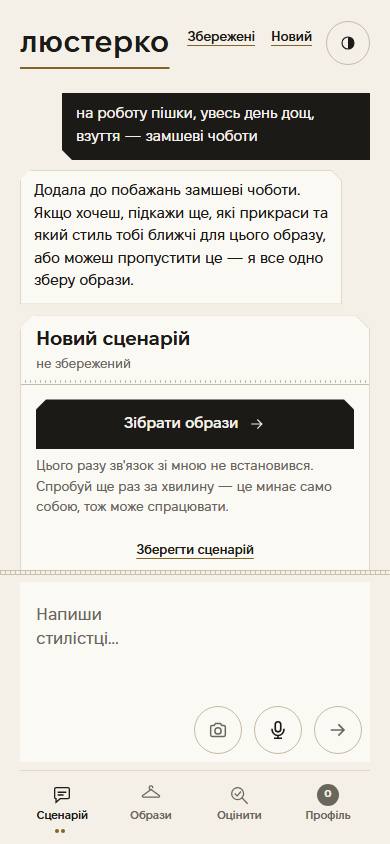 люстерко
Збережені
Новий
на роботу пішки, увесь день дощ,
взуття — замшеві чоботи
Додала до побажань замшеві чоботи.
Якщо хочеш, підкажи ще, які прикраси та
який стиль тобі ближчі для цього образу,
або можеш пропустити це — я все одно
зберу образи.
Новий сценарій
не збережений
Зібрати образи →
Цього разу зв'язок зі мною не встановився.
Спробуй ще раз за хвилину — це минає само
собою, тож може спрацювати.
Зберегти сценарій
Напиши
стилістці...
Сценарій
Образи
Оцінити
О
Профіль